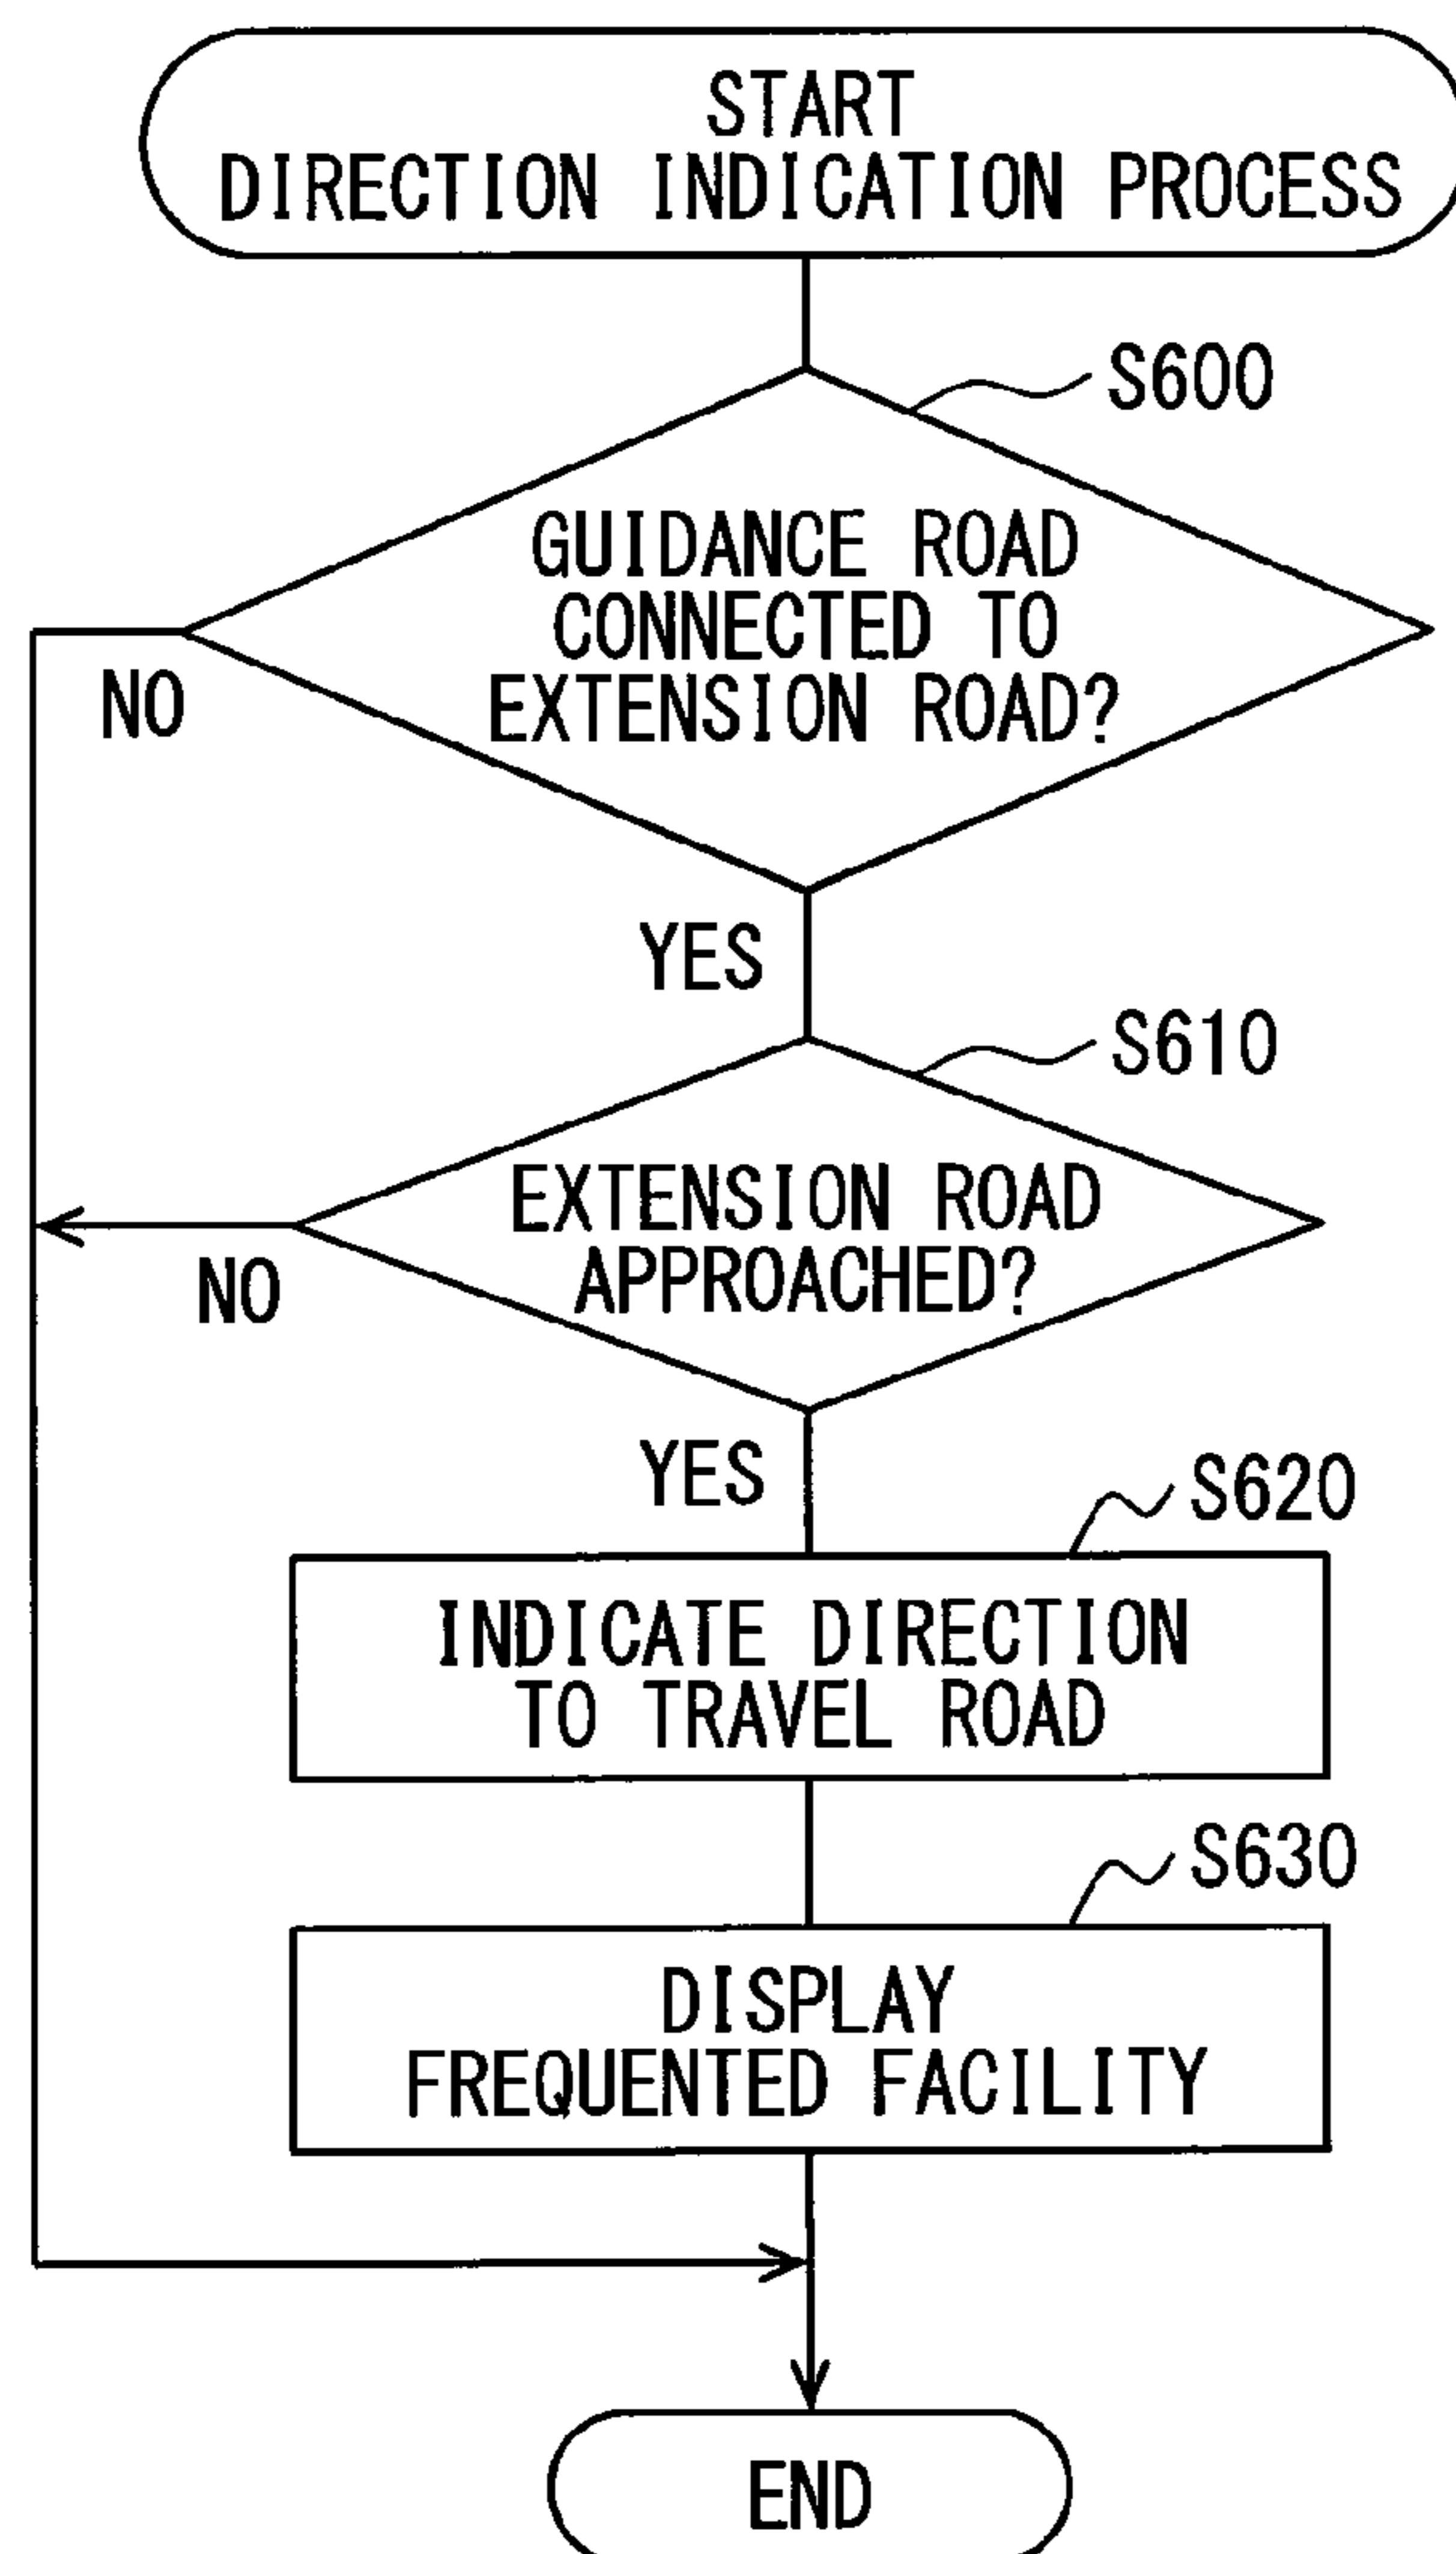 START
DIRECTION INDICATION PROCESS
S600
GUIDANCE ROAD
CONNECTED TO
EXTENSION ROAD?
NO
YES
S610
EXTENSION ROAD
APPROACHED?
NO
YES
S620
INDICATE DIRECTION
TO TRAVEL ROAD
S630
DISPLAY
FREQUENTED FACILITY
END